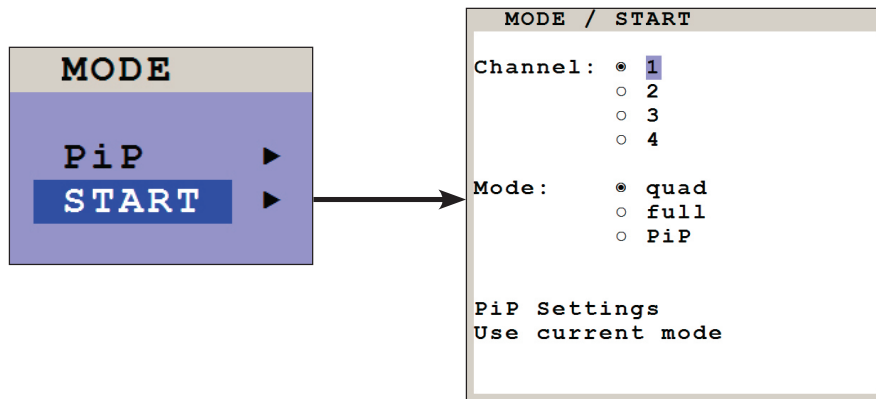 MODE
PiP ►
START ►
MODE / START
Channel: ◉ 1
○ 2
○ 3
○ 4
Mode: ◉ quad
○ full
○ PiP
PiP Settings
Use current mode